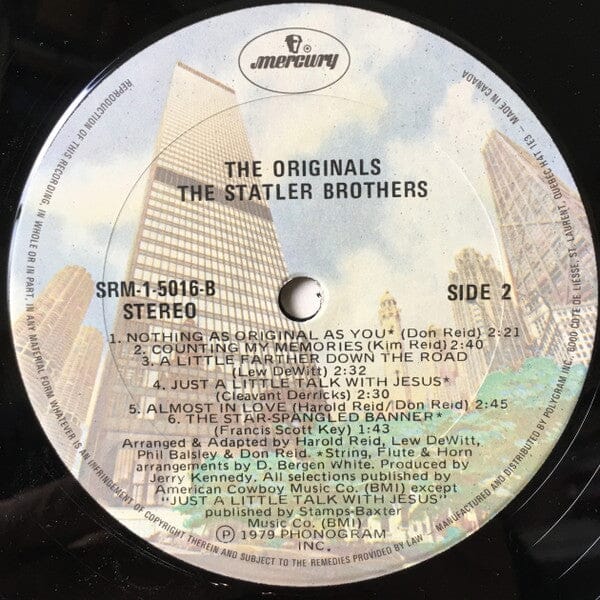 mercury
THE ORIGINALS
THE STATLER BROTHERS
SRM-1-5016-B
STEREO
SIDE 2
1. NOTHING AS ORIGINAL AS YOU* (Don Reid) 2:21
2. COUNTING MY MEMORIES (Kim Reid) 2:40
3. A LITTLE FARTHER DOWN THE ROAD
(Lew DeWitt) 2:32
4. JUST A LITTLE TALK WITH JESUS*
(Cleavant Derricks) 2:30
5. ALMOST IN LOVE (Harold Reid/Don Reid) 2:45
6. THE STAR-SPANGLED BANNER*
(Francis Scott Key) 1:43
Arranged & Adapted by Harold Reid, Lew DeWitt,
Phil Balsley & Don Reid. *String, Flute & Horn
arrangements by D. Bergen White. Produced by
Jerry Kennedy. All selections published by
American Cowboy Music Co. (BMI) except
"JUST A LITTLE TALK WITH JESUS"
published by Stamps-Baxter
Music Co. (BMI)
Ⓟ 1979 PHONOGRAM
INC.
REPRODUCTION OF THIS RECORDING, IN WHOLE OR IN PART, IN ANY MATERIAL FORM WHATEVER IS AN INFRINGEMENT OF COPYRIGHT THEREIN AND SUBJECT TO THE REMEDIES PROVIDED BY LAW – MANUFACTURED AND DISTRIBUTED BY POLYGRAM INC., 6000 COTE DE LIESSE, ST. LAURENT, QUEBEC H4T 1E3 – MADE IN CANADA